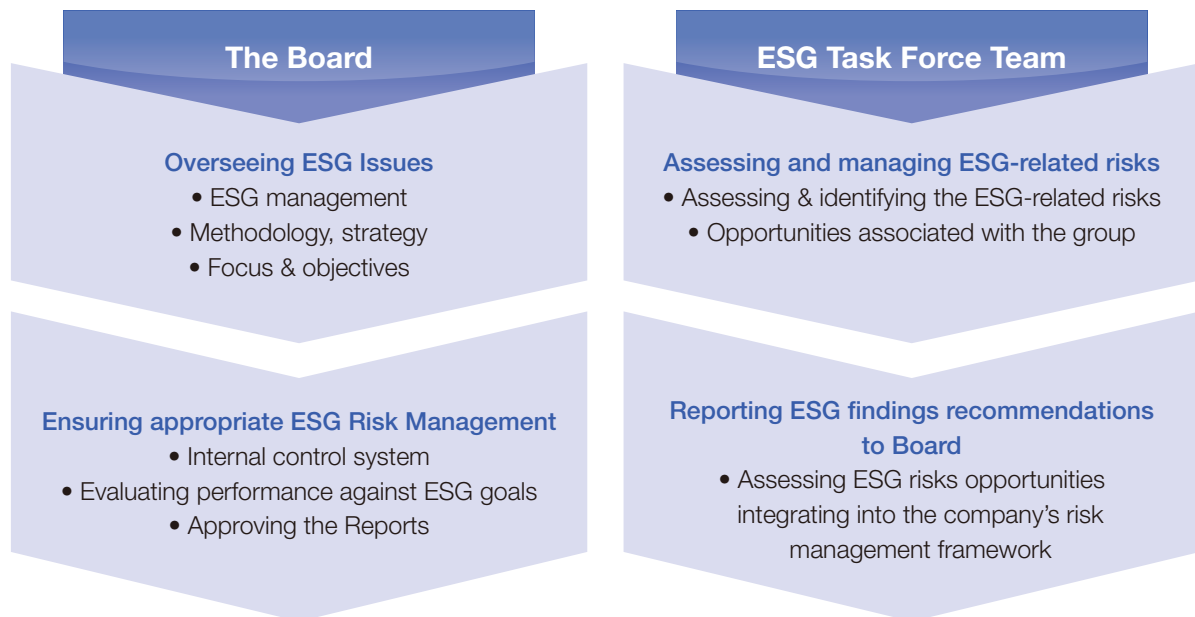 The Board
Overseeing ESG Issues
• ESG management
• Methodology, strategy
• Focus & objectives
Ensuring appropriate ESG Risk Management
• Internal control system
• Evaluating performance against ESG goals
• Approving the Reports
ESG Task Force Team
Assessing and managing ESG-related risks
• Assessing & identifying the ESG-related risks
• Opportunities associated with the group
Reporting ESG findings recommendations
to Board
• Assessing ESG risks opportunities
integrating into the company's risk
management framework